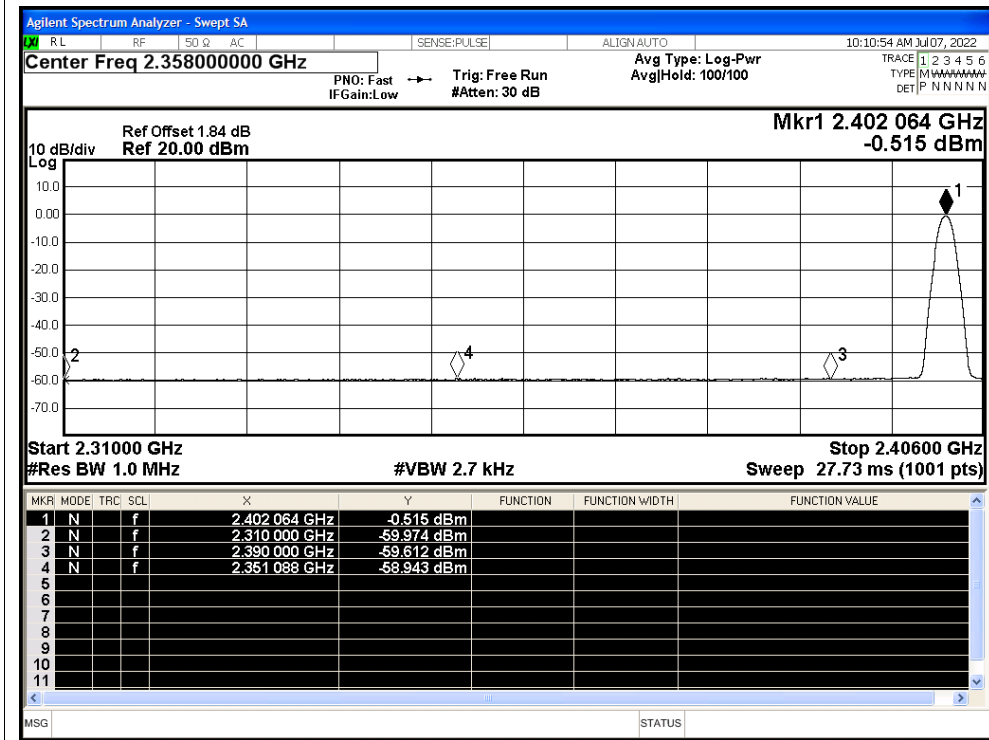 Agilent Spectrum Analyzer - Swept SA
LXI RL RF 50 Ω AC SENSE:PULSE ALIGNAUTO 10:10:54 AM Jul 07, 2022
Center Freq 2.358000000 GHz
PNO: Fast
IFGain:Low
Trig: Free Run
#Atten: 30 dB
Avg Type: Log-Pwr
Avg|Hold: 100/100
TRACE 1 2 3 4 5 6
TYPE M WWWWW
DET P N N N N N
Mkr1 2.402 064 GHz
-0.515 dBm
Ref Offset 1.84 dB
10 dB/div Ref 20.00 dBm
Log
10.0
0.00
-10.0
-20.0
-30.0
-40.0
-50.0
-60.0
-70.0
1
2
4
3
Start 2.31000 GHz Stop 2.40600 GHz
#Res BW 1.0 MHz #VBW 2.7 kHz Sweep 27.73 ms (1001 pts)
MKR MODE TRC SCL X Y FUNCTION FUNCTION WIDTH FUNCTION VALUE
1 N f 2.402 064 GHz -0.515 dBm
2 N f 2.310 000 GHz -59.974 dBm
3 N f 2.390 000 GHz -59.612 dBm
4 N f 2.351 088 GHz -58.943 dBm
5
6
7
8
9
10
11
MSG STATUS